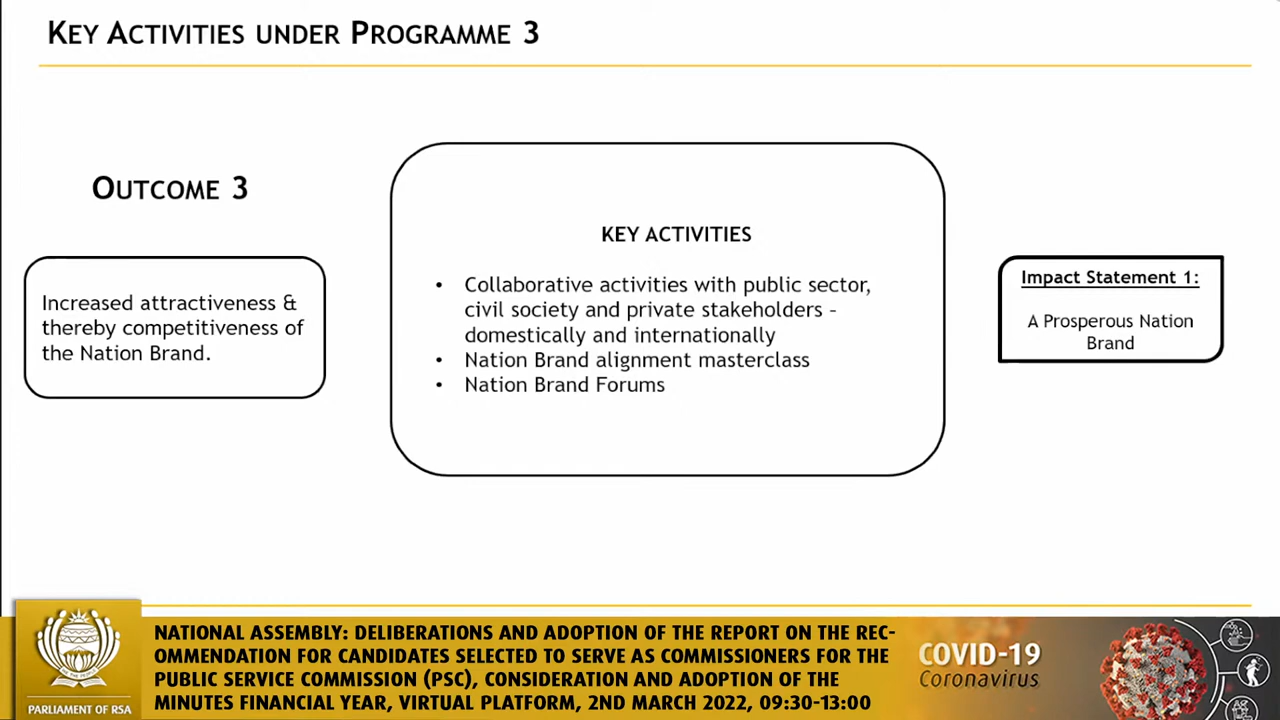 KEY ACTIVITIES UNDER PROGRAMME 3
OUTCOME 3
Increased attractiveness &
thereby competitiveness of
the Nation Brand.
KEY ACTIVITIES
• Collaborative activities with public sector,
civil society and private stakeholders –
domestically and internationally
• Nation Brand alignment masterclass
• Nation Brand Forums
Impact Statement 1:
A Prosperous Nation
Brand
PARLIAMENT OF RSA
NATIONAL ASSEMBLY: DELIBERATIONS AND ADOPTION OF THE REPORT ON THE REC-
OMMENDATION FOR CANDIDATES SELECTED TO SERVE AS COMMISSIONERS FOR THE
PUBLIC SERVICE COMMISSION (PSC), CONSIDERATION AND ADOPTION OF THE
MINUTES FINANCIAL YEAR, VIRTUAL PLATFORM, 2ND MARCH 2022, 09:30-13:00
COVID-19
Coronavirus